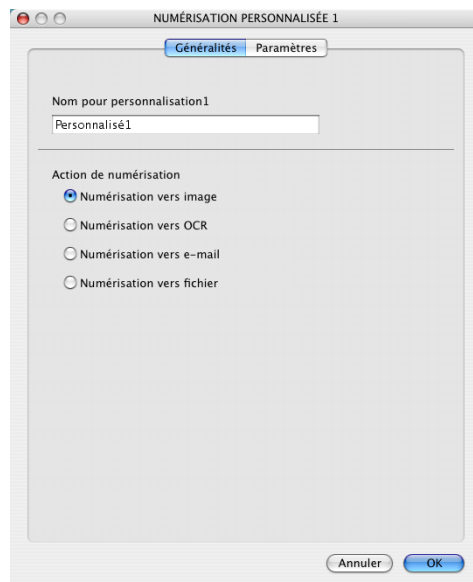 NUMÉRISATION PERSONNALISÉE 1
Généralités Paramètres
Nom pour personnalisation1
Personnalisé1
Action de numérisation
Numérisation vers image
Numérisation vers OCR
Numérisation vers e-mail
Numérisation vers fichier
Annuler OK